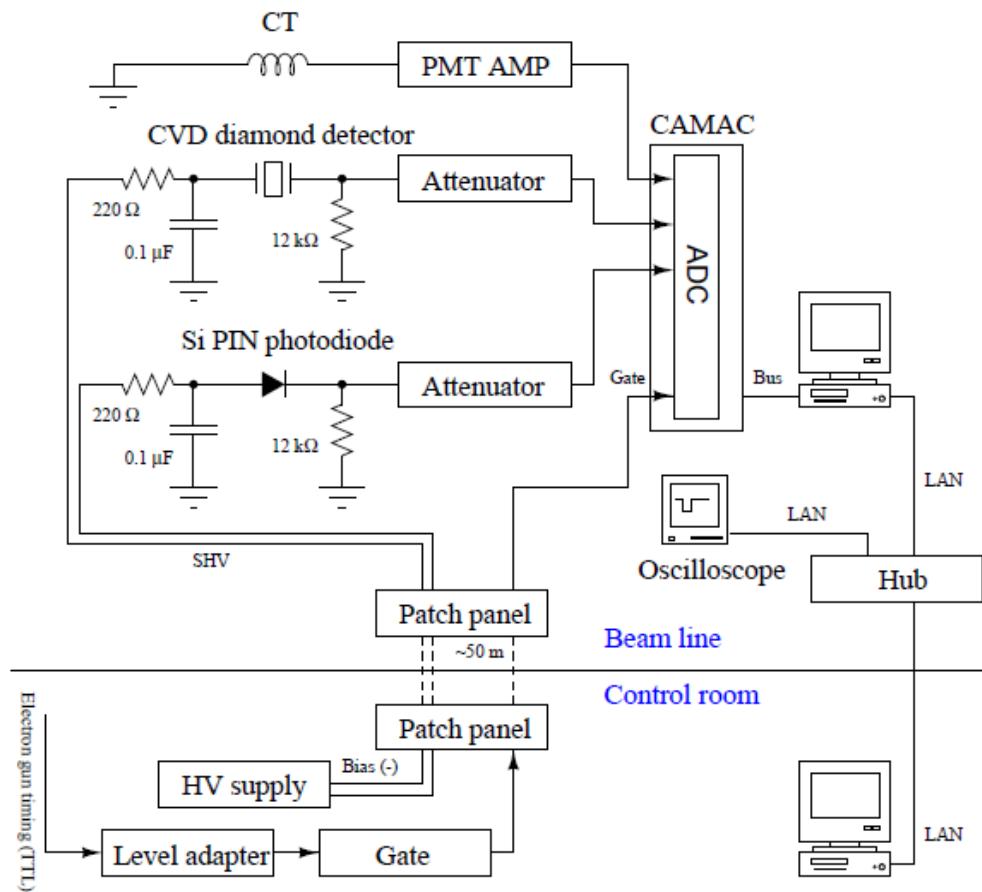 CT
PMT AMP
CAMAC
CVD diamond detector
Attenuator
220 Ω
0.1 µF
12 kΩ
ADC
Si PIN photodiode
Attenuator
Gate
Bus
220 Ω
0.1 µF
12 kΩ
LAN
LAN
SHV
Oscilloscope
Hub
Patch panel
~50 m
Beam line
Control room
Patch panel
Electron gun timing (TTL)
Bias (-)
HV supply
Level adapter
Gate
LAN